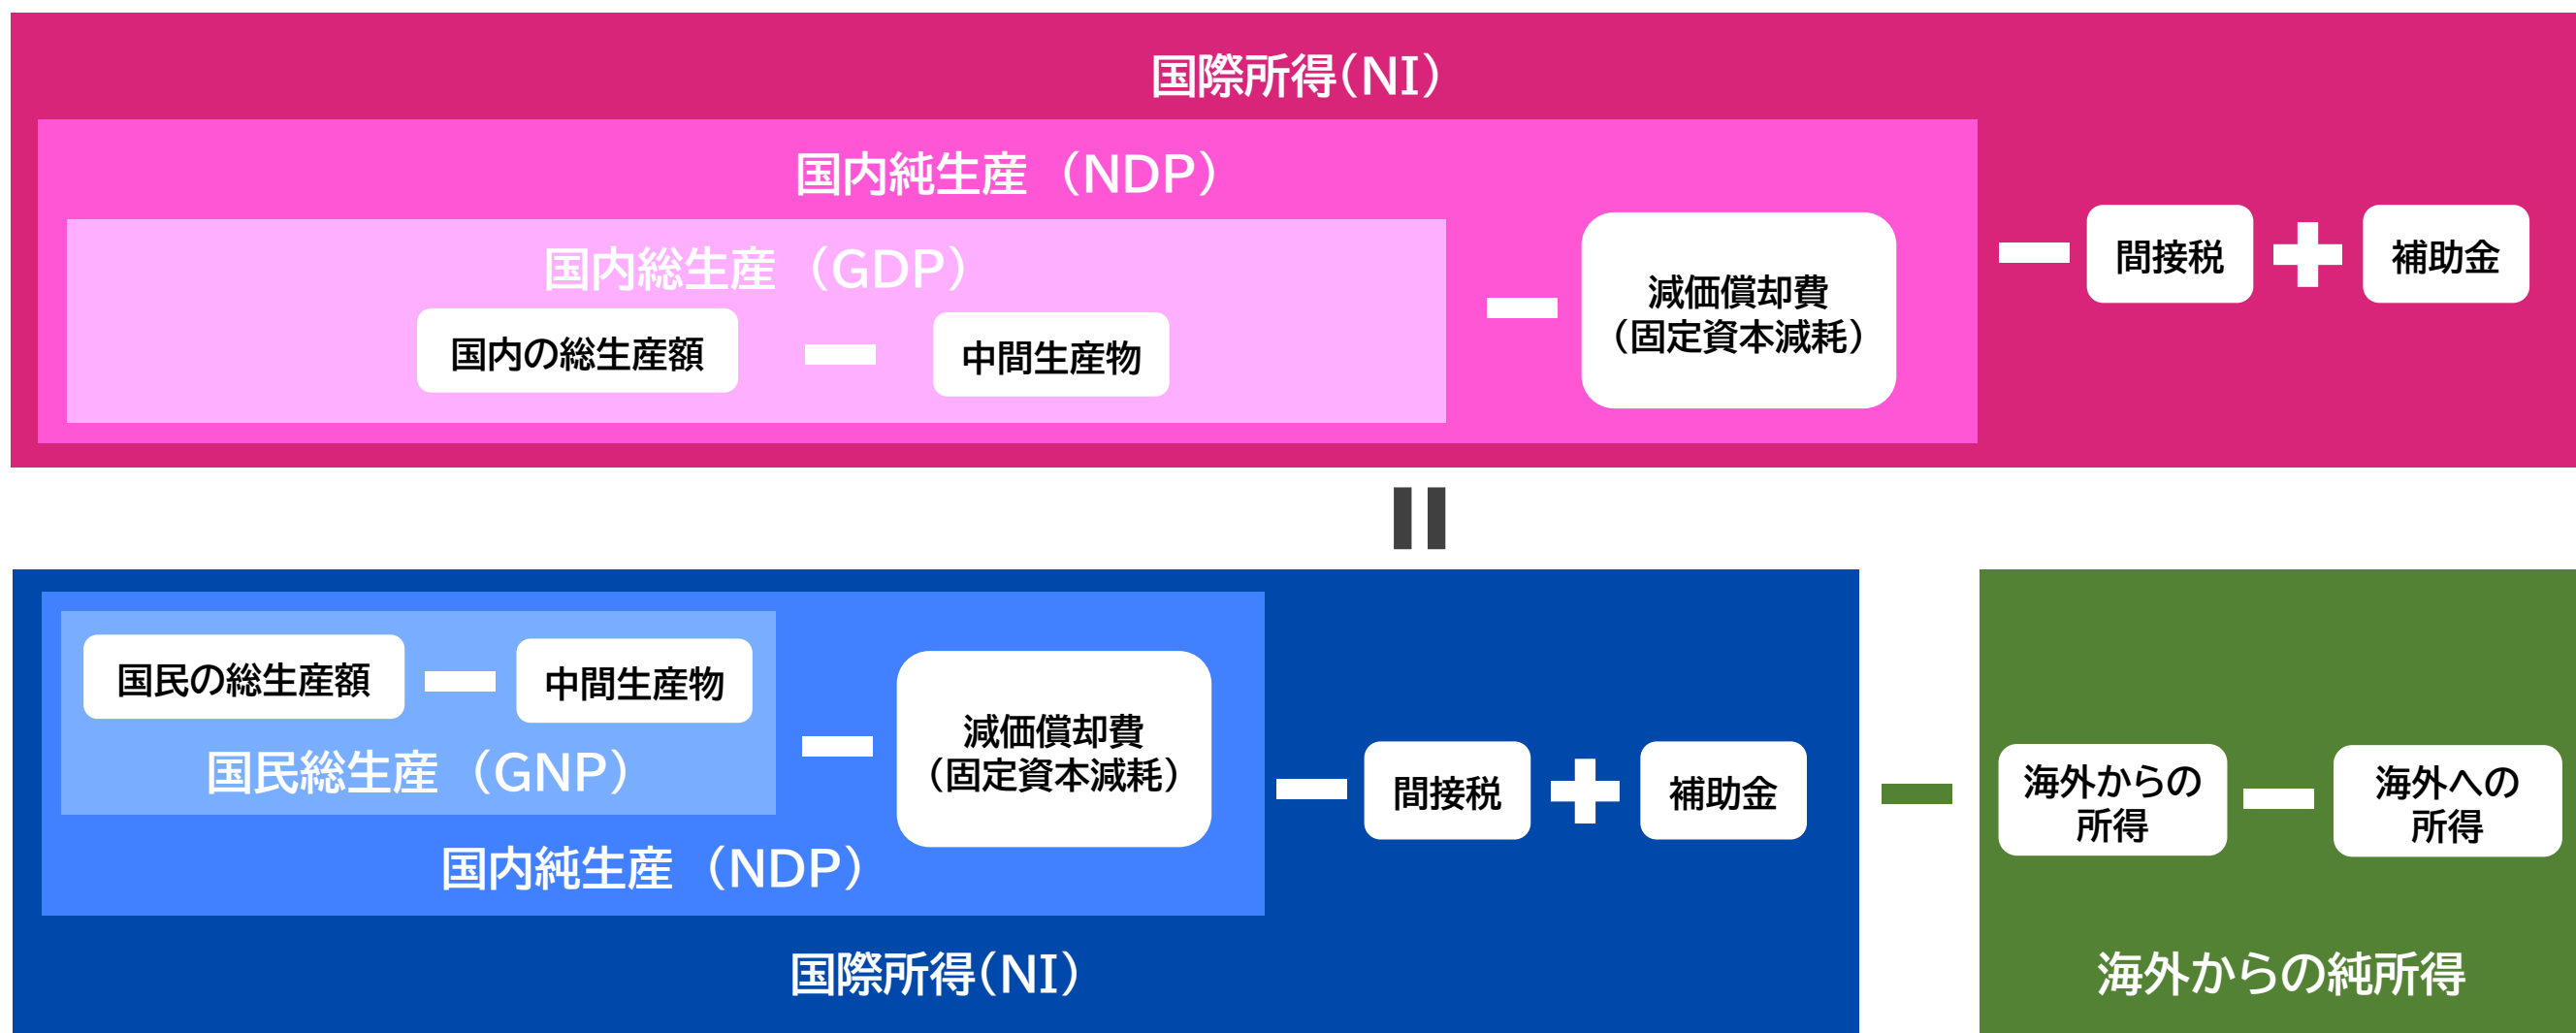 国際所得（NI）
国内純生産（NDP）
国内総生産（GDP）
国内の総生産額
中間生産物
減価償却費
（固定資本減耗）
間接税
補助金
国民の総生産額
中間生産物
国民総生産（GNP）
減価償却費
（固定資本減耗）
国内純生産（NDP）
間接税
補助金
国際所得（NI）
海外からの
所得
海外への
所得
海外からの純所得